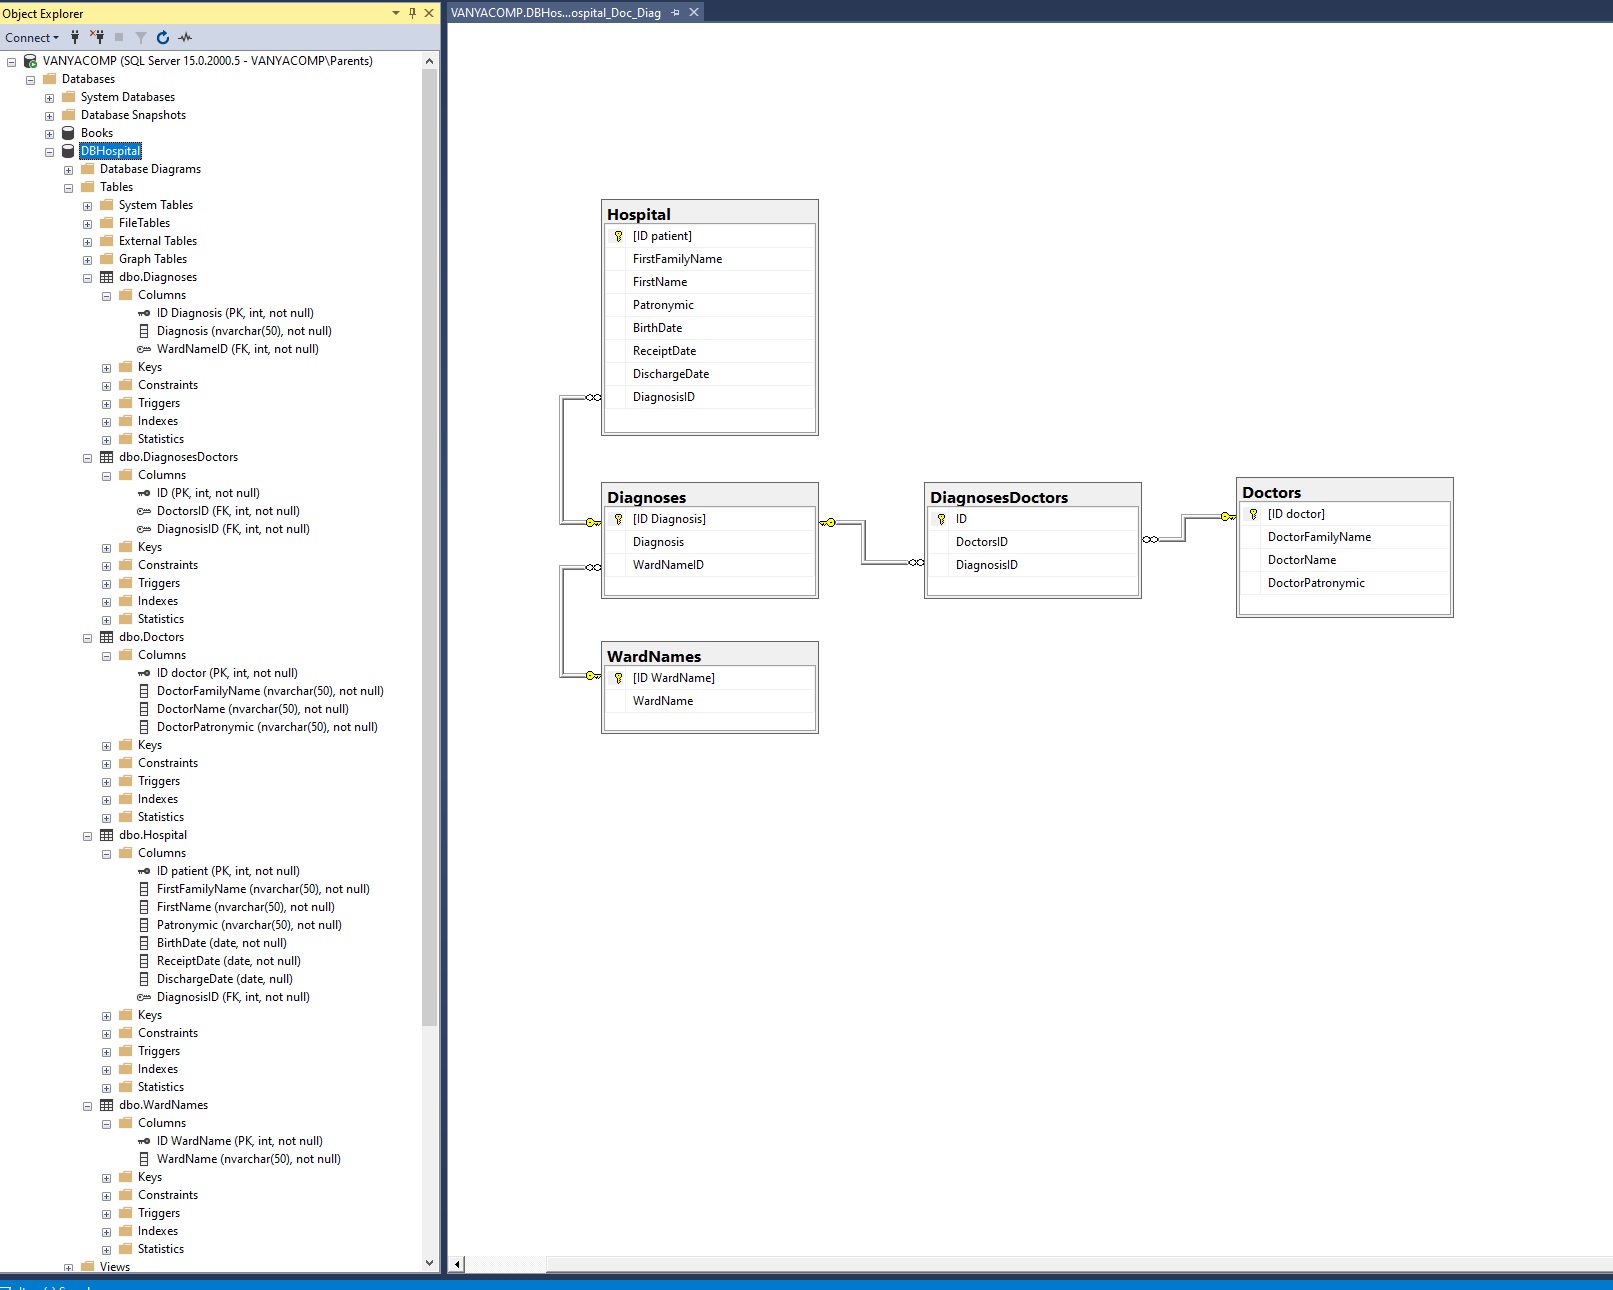 Object Explorer
Connect
VANYACOMP (SQL Server 15.0.2000.5 - VANYACOMP\Parents)
Databases
System Databases
Database Snapshots
Books
DBHospital
Database Diagrams
Tables
System Tables
FileTables
External Tables
Graph Tables
dbo.Diagnoses
Columns
ID Diagnosis (PK, int, not null)
Diagnosis (nvarchar(50), not null)
WardNameID (FK, int, not null)
Keys
Constraints
Triggers
Indexes
Statistics
dbo.DiagnosesDoctors
Columns
ID (PK, int, not null)
DoctorsID (FK, int, not null)
DiagnosisID (FK, int, not null)
Keys
Constraints
Triggers
Indexes
Statistics
dbo.Doctors
Columns
ID doctor (PK, int, not null)
DoctorFamilyName (nvarchar(50), not null)
DoctorName (nvarchar(50), not null)
DoctorPatronymic (nvarchar(50), not null)
Keys
Constraints
Triggers
Indexes
Statistics
dbo.Hospital
Columns
ID patient (PK, int, not null)
FirstFamilyName (nvarchar(50), not null)
FirstName (nvarchar(50), not null)
Patronymic (nvarchar(50), not null)
BirthDate (date, not null)
ReceiptDate (date, not null)
DischargeDate (date, null)
DiagnosisID (FK, int, not null)
Keys
Constraints
Triggers
Indexes
Statistics
dbo.WardNames
Columns
ID WardName (PK, int, not null)
WardName (nvarchar(50), not null)
Keys
Constraints
Triggers
Indexes
Statistics
Views
VANYACOMP.DBHos...ospital_Doc_Diag
Hospital
[ID patient]
FirstFamilyName
FirstName
Patronymic
BirthDate
ReceiptDate
DischargeDate
DiagnosisID
Diagnoses
[ID Diagnosis]
Diagnosis
WardNameID
DiagnosesDoctors
ID
DoctorsID
DiagnosisID
Doctors
[ID doctor]
DoctorFamilyName
DoctorName
DoctorPatronymic
WardNames
[ID WardName]
WardName